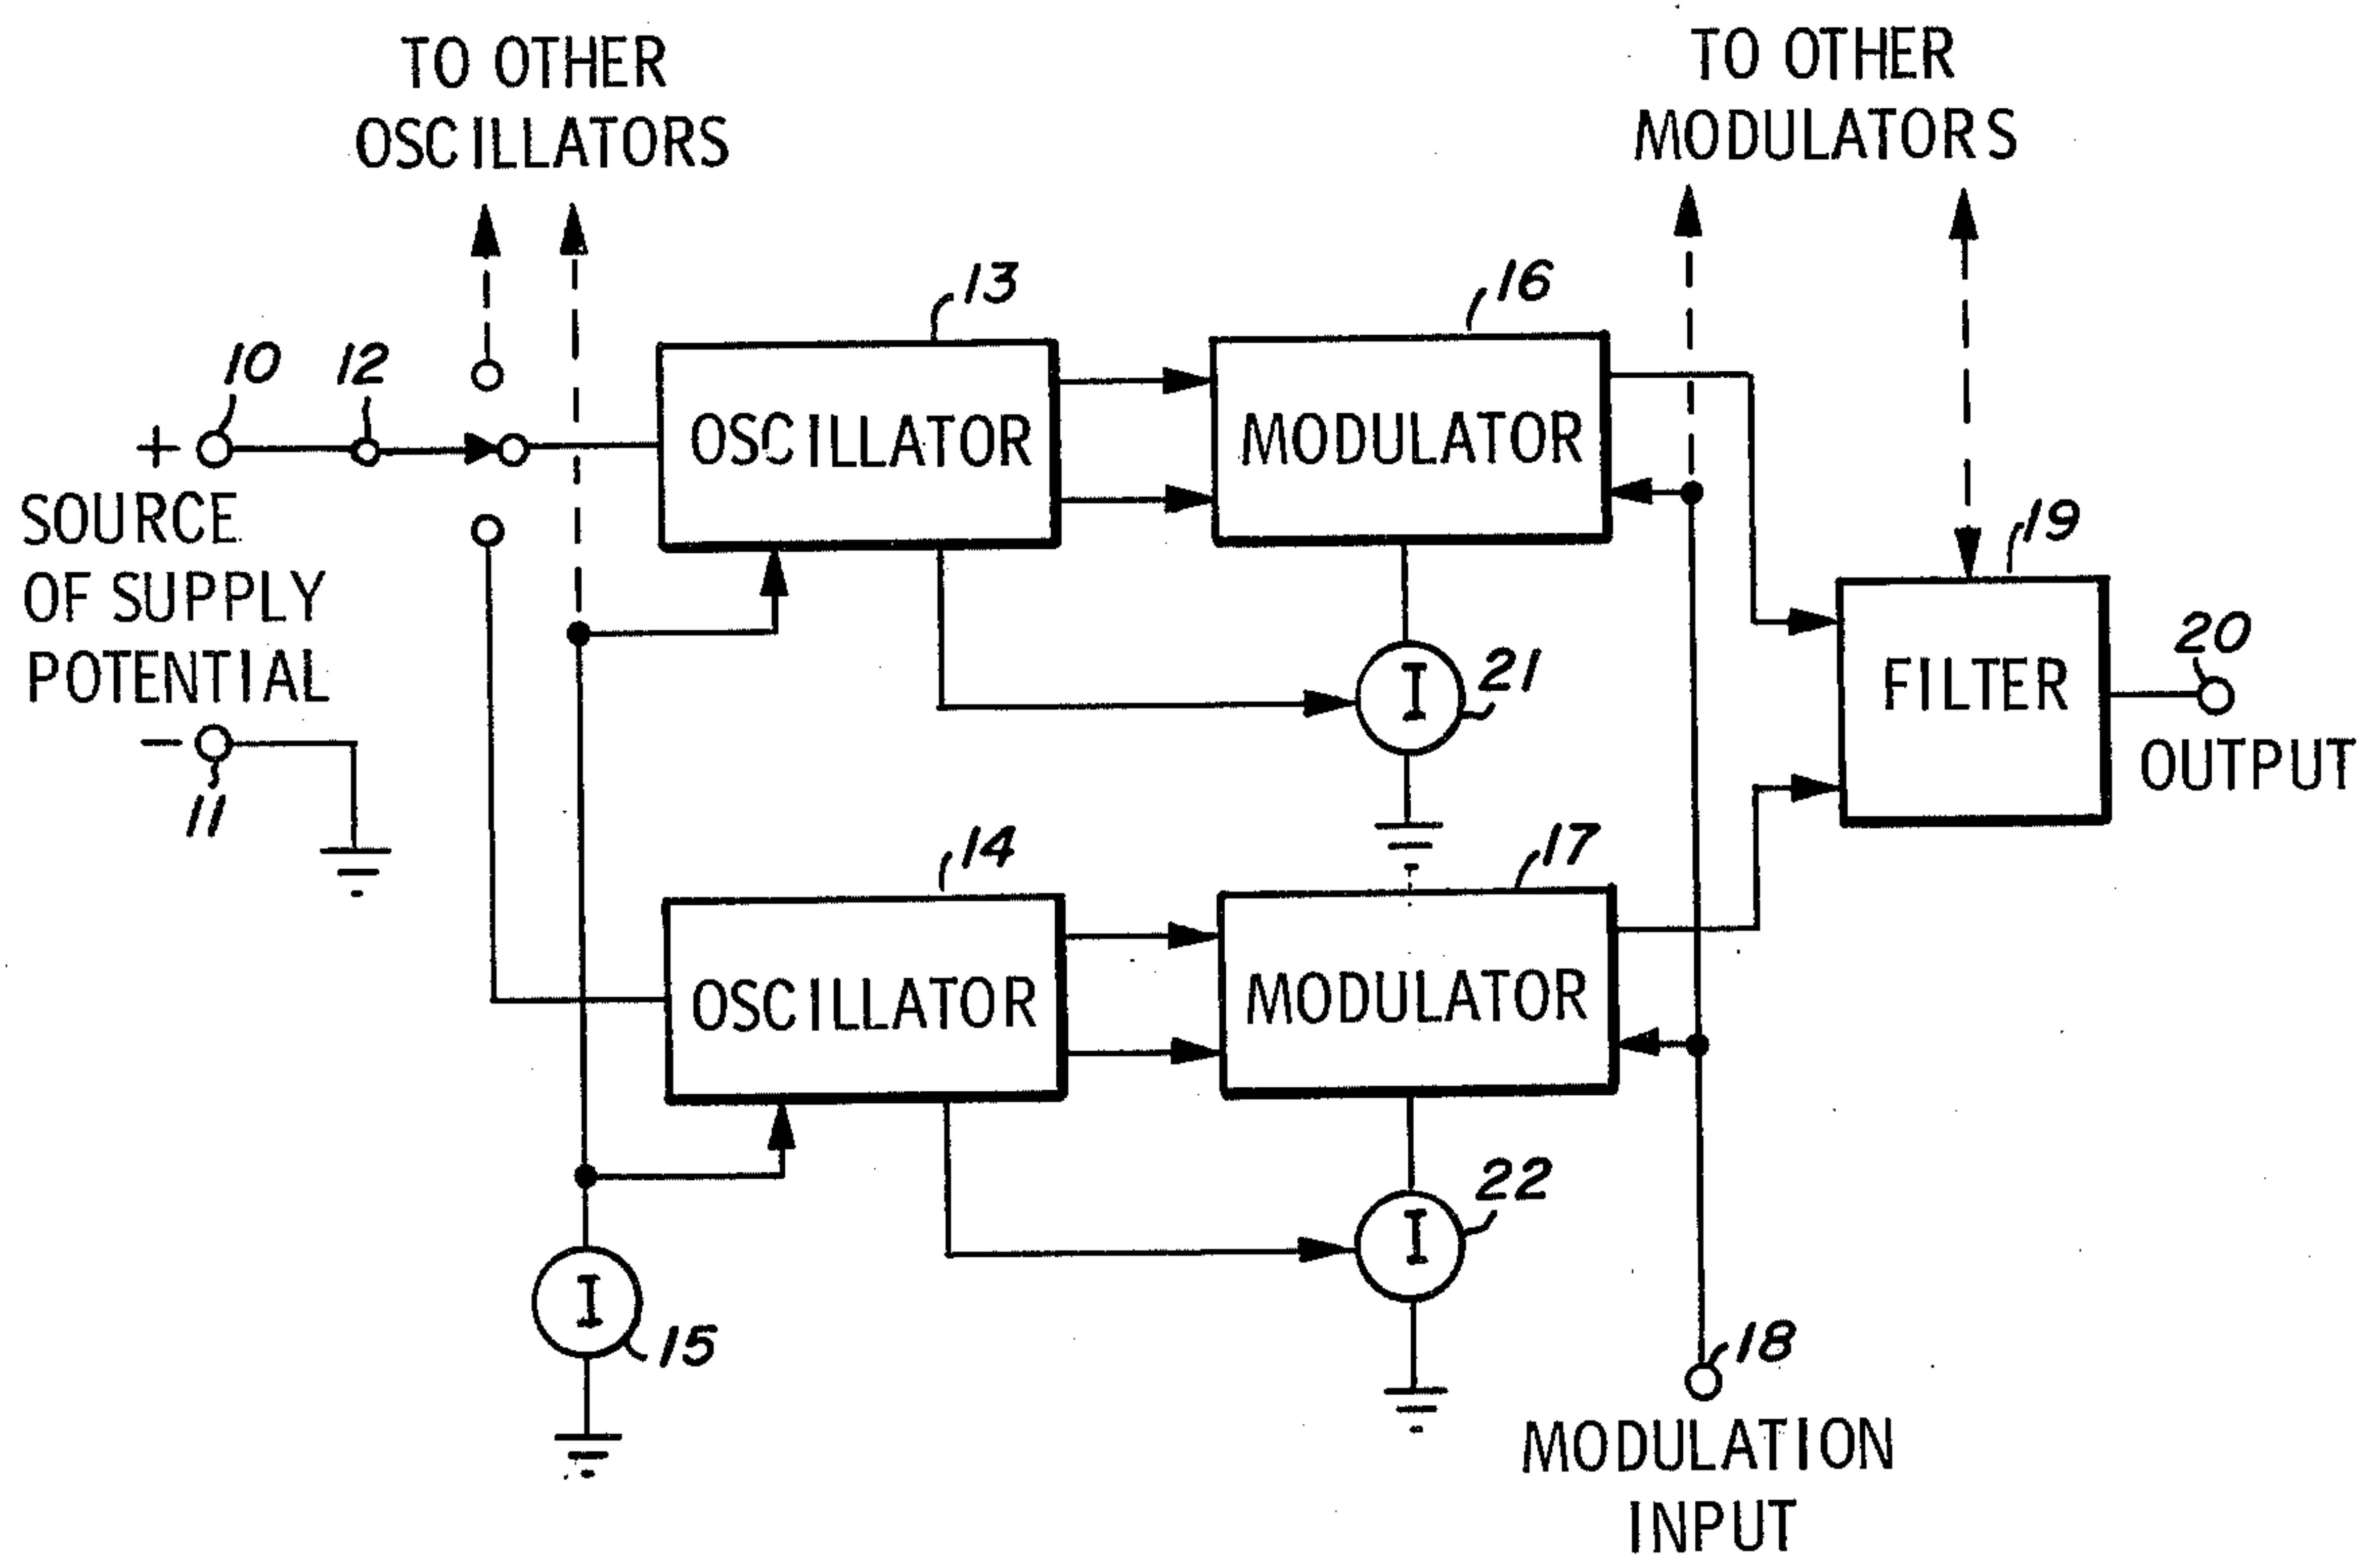 TO OTHER
OSCILLATORS
TO OTHER
MODULATORS
13
16
10
12
+
OSCILLATOR
MODULATOR
SOURCE
OF SUPPLY
POTENTIAL
19
20
FILTER
OUTPUT
I
21
-
11
14
17
OSCILLATOR
MODULATOR
I
22
I
15
18
MODULATION
INPUT